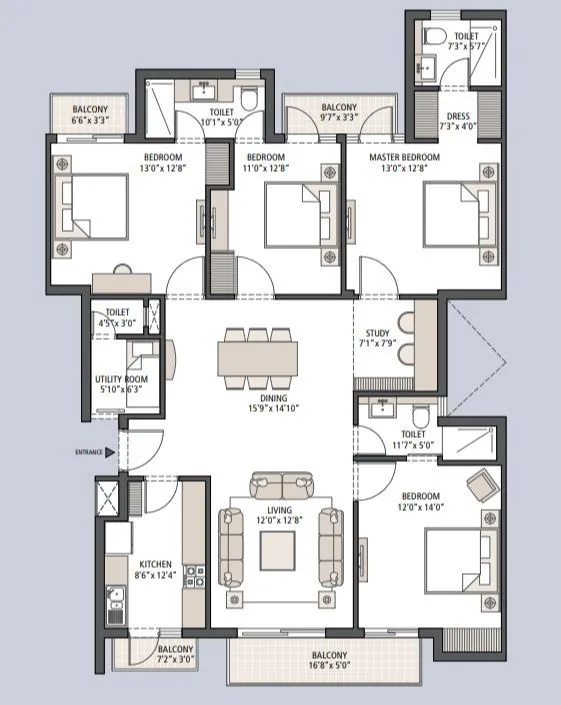 TOILET
7'3"x 5'7"
BALCONY
6'6"x 3'3"
TOILET
10'1"x 5'0"
BALCONY
9'7"x 3'3"
DRESS
7'3"x 4'0"
BEDROOM
13'0"x 12'8"
BEDROOM
11'0"x 12'8"
MASTER BEDROOM
13'0"x 12'8"
TOILET
4'5"x 3'0"
STUDY
7'1"x 7'9"
UTILITY ROOM
5'10"x 6'3"
DINING
15'9"x 14'10"
TOILET
11'7"x 5'0"
ENTRANCE
BEDROOM
12'0"x 14'0"
LIVING
12'0"x 12'8"
KITCHEN
8'6"x 12'4"
BALCONY
7'2"x 3'0"
BALCONY
16'8"x 5'0"